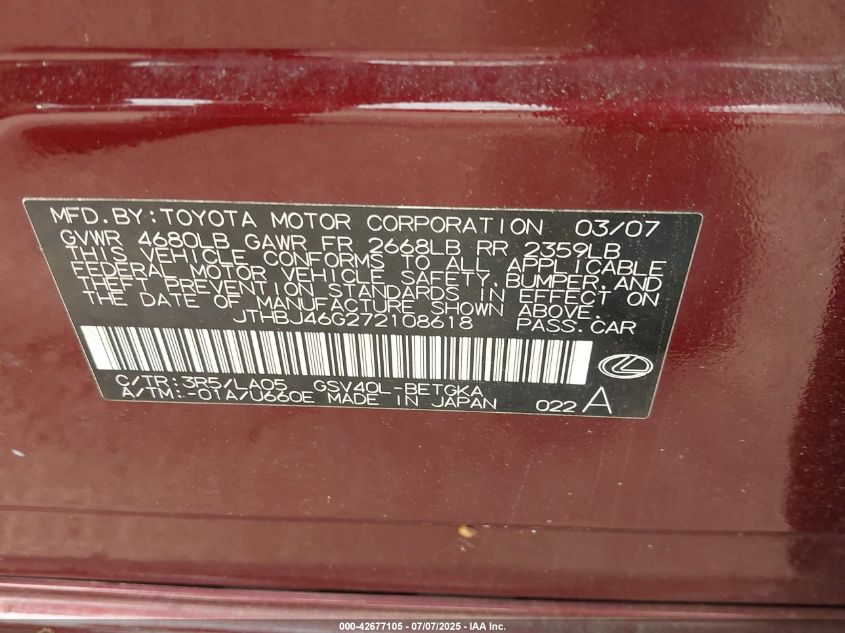 MFD.BY:TOYOTA MOTOR CORPORATION 03/07
GVWR 4680LB GAWR FR 2668LB RR 2359LB
THIS VEHICLE CONFORMS TO ALL APPLICABLE
FEDERAL MOTOR VEHICLE SAFETY,BUMPER,AND
THEFT PREVENTION STANDARDS IN EFFECT ON
THE DATE OF MANUFACTURE SHOWN ABOVE.
JTHBJ46G272108618 PASS.CAR
C/TR:3R5/LA05 GSV40L-BETGKA
A/TM:-01A/U660E MADE IN JAPAN 022 A
000-42677105 - 07/07/2025 - IAA Inc.